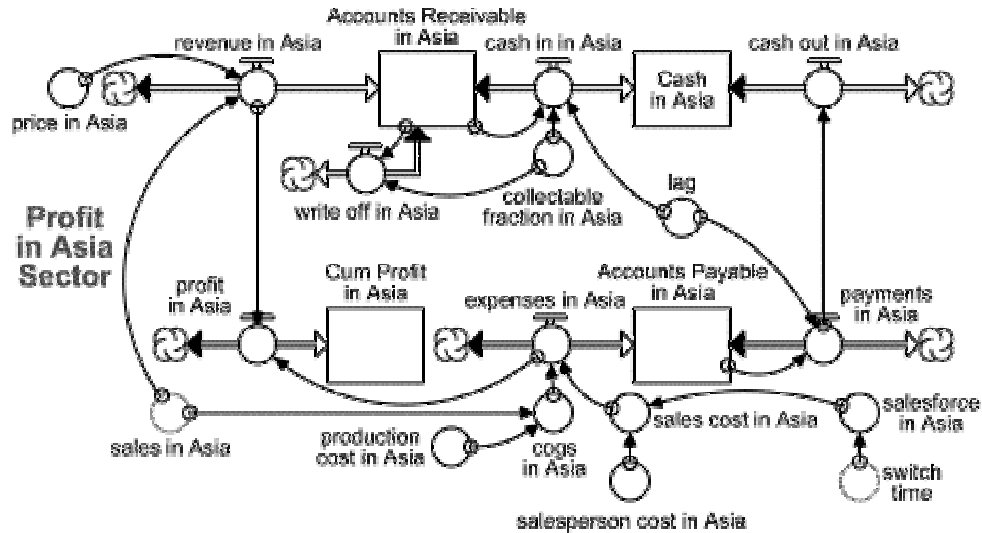 Accounts Receivable
in Asia
revenue in Asia
cash in in Asia
cash out in Asia
Cash
in Asia
price in Asia
write off in Asia
collectable
fraction in Asia
lag
Profit
in Asia
Sector
profit
in Asia
Cum Profit
in Asia
expenses in Asia
Accounts Payable
in Asia
payments
in Asia
sales in Asia
production
cost in Asia
cogs
in Asia
sales cost in Asia
salesforce
in Asia
switch
time
salesperson cost in Asia